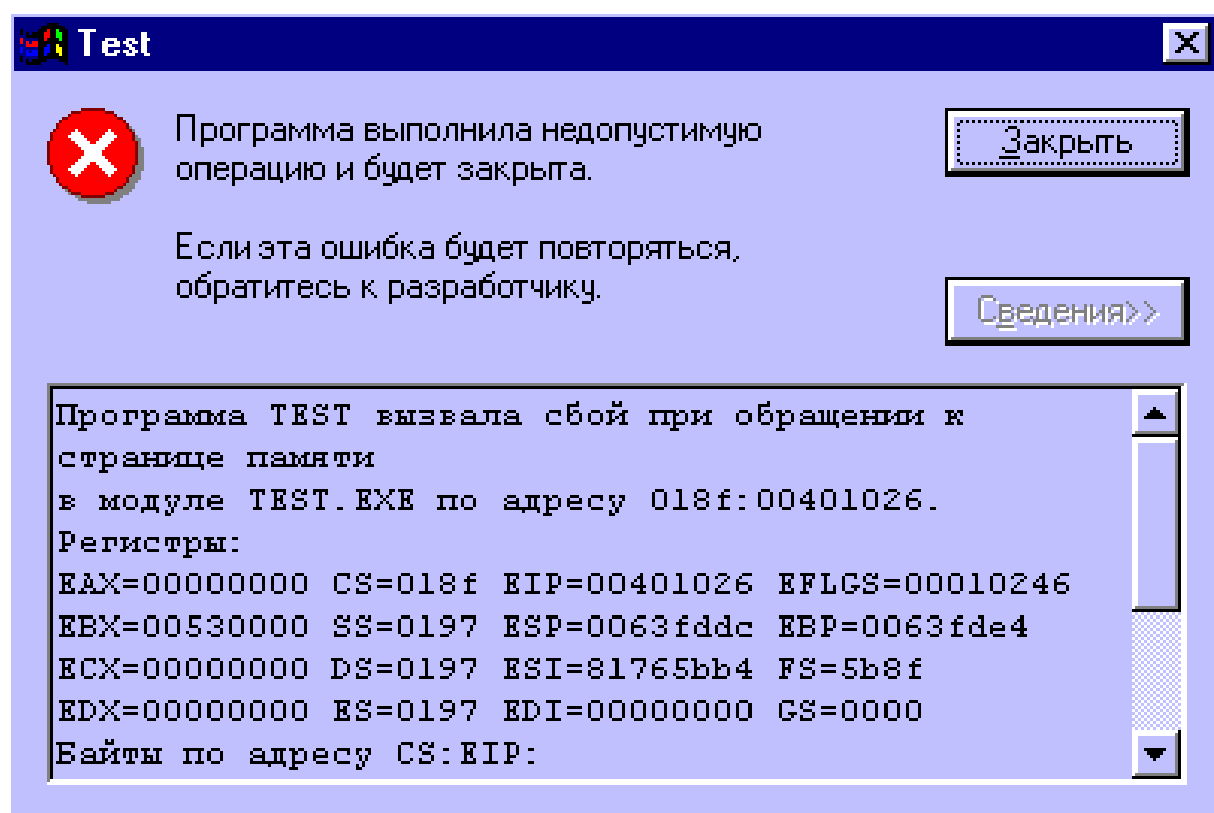 Test
Программа выполнила недопустимую
операцию и будет закрыта.
Закрыть
Если эта ошибка будет повторяться,
обратитесь к разработчику.
Сведения>>
Программа TEST вызвала сбой при обращении к
странице памяти
в модуле TEST.EXE по адресу 018f:00401026.
Регистры:
EAX=00000000 CS=018f EIP=00401026 EFLGS=00010246
EBX=00530000 SS=0197 ESP=0063fddc EBP=0063fde4
ECX=00000000 DS=0197 ESI=81765bb4 FS=5b8f
EDX=00000000 ES=0197 EDI=00000000 GS=0000
Байты по адресу CS:EIP: